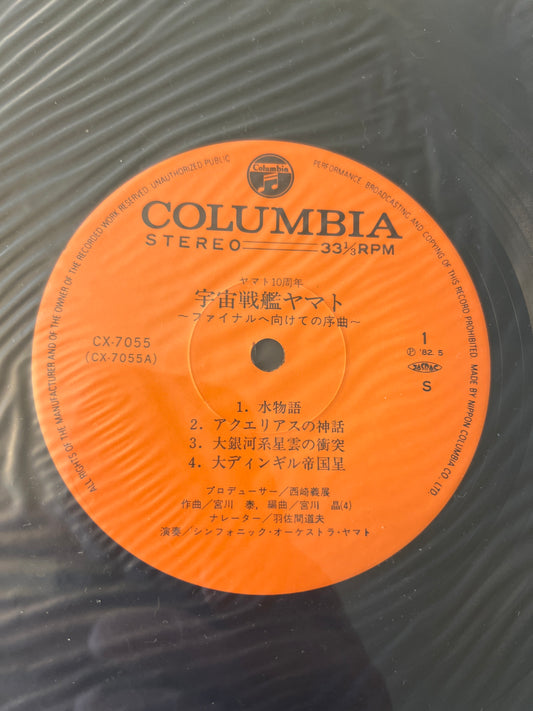 Columbia
COLUMBIA
STEREO 33⅓RPM
ヤマト10周年
宇宙戦艦ヤマト
~ファイナルへ向けての序曲~
CX-7055
(CX-7055A)
1
Ⓟ '82. 5
JASRAC
S
1. 水物語
2. アクエリアスの神話
3. 大銀河系星雲の衝突
4. 大ディンギル帝国星
プロデューサー/西崎義展
作曲/宮川 泰, 編曲/宮川 晶(4)
ナレーター/羽佐間道夫
演奏/シンフォニック・オーケストラ・ヤマト
ALL RIGHTS OF THE MANUFACTURER AND OF THE OWNER OF THE RECORDED WORK RESERVED. UNAUTHORIZED PUBLIC PERFORMANCE, BROADCASTING AND COPYING OF THIS RECORD PROHIBITED. MADE BY NIPPON COLUMBIA CO., LTD.